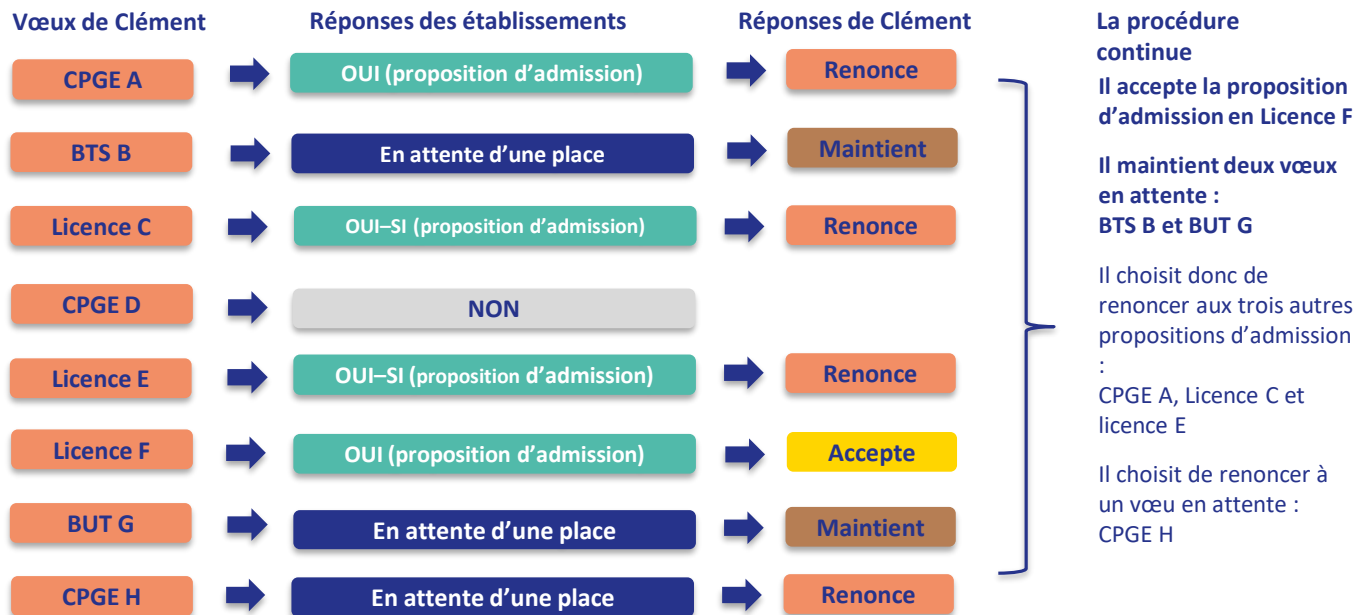 Vœux de Clément Réponses des établissements Réponses de Clément
CPGE A OUI (proposition d’admission) Renonce
BTS B En attente d’une place Maintient
Licence C OUI–SI (proposition d’admission) Renonce
CPGE D NON
Licence E OUI–SI (proposition d’admission) Renonce
Licence F OUI (proposition d’admission) Accepte
BUT G En attente d’une place Maintient
CPGE H En attente d’une place Renonce
La procédure
continue
Il accepte la proposition
d’admission en Licence F
Il maintient deux vœux
en attente :
BTS B et BUT G
Il choisit donc de
renoncer aux trois autres
propositions d’admission
:
CPGE A, Licence C et
licence E
Il choisit de renoncer à
un vœu en attente :
CPGE H